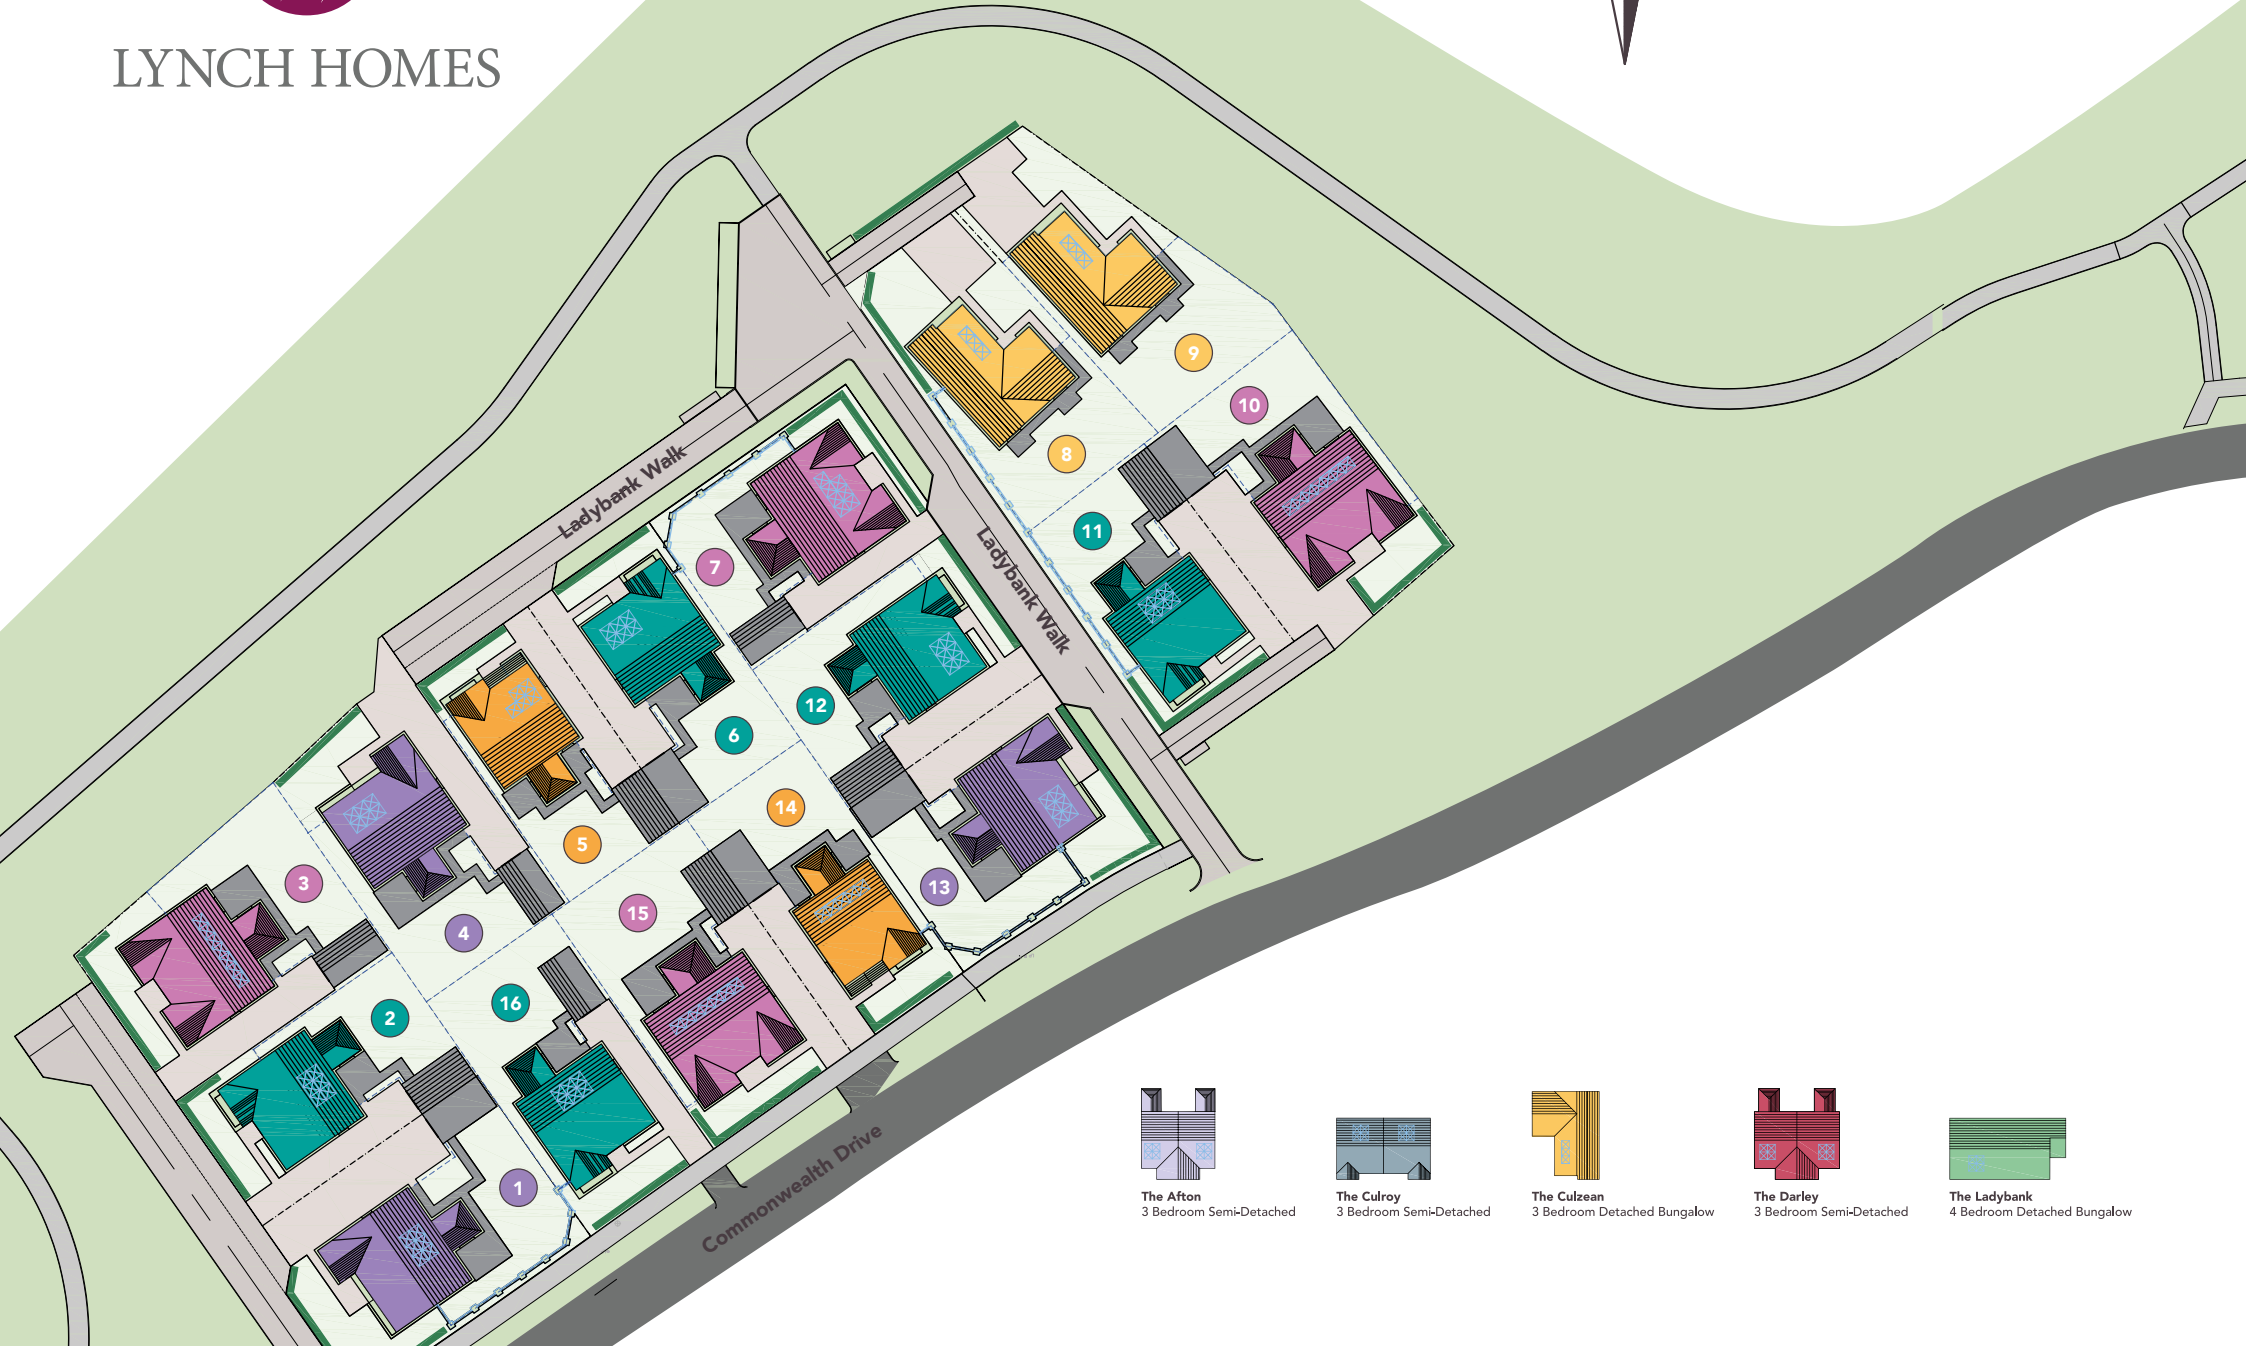 LYNCH HOMES
Ladybank Walk
Ladybank Walk
9
10
8
11
7
12
6
14
5
3
13
15
4
16
2
1
Commonwealth Drive
The Afton
3 Bedroom Semi-Detached
The Culroy
3 Bedroom Semi-Detached
The Culzean
3 Bedroom Detached Bungalow
The Darley
3 Bedroom Semi-Detached
The Ladybank
4 Bedroom Detached Bungalow